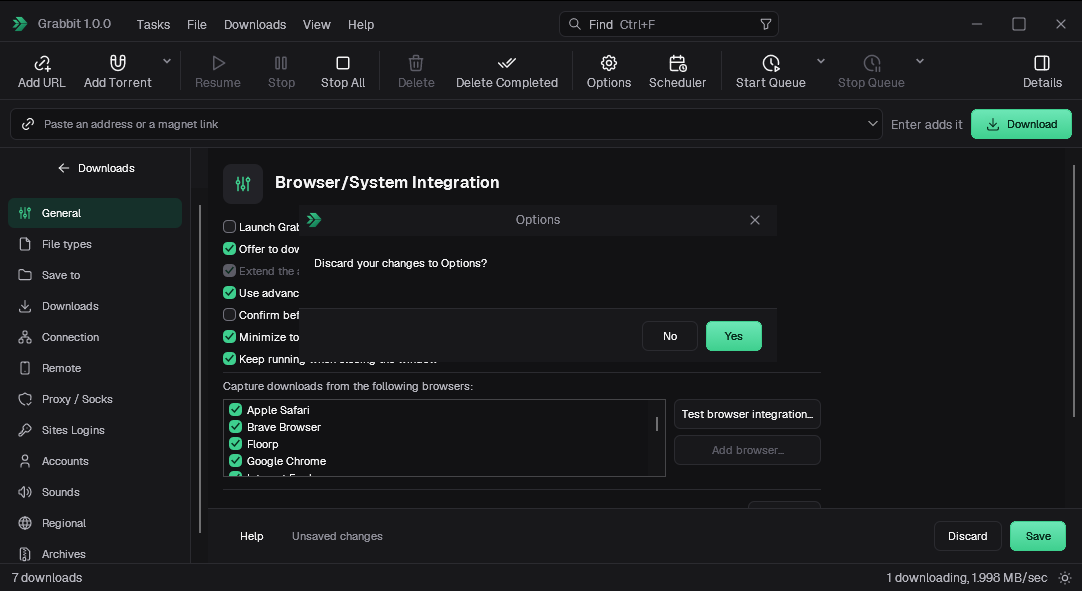 Grabbit 1.0.0
Tasks
File
Downloads
View
Help
Find Ctrl+F
Add URL
Add Torrent
Resume
Stop
Stop All
Delete
Delete Completed
Options
Scheduler
Start Queue
Stop Queue
Details
Paste an address or a magnet link
Enter adds it
Download
Downloads
General
File types
Save to
Downloads
Connection
Remote
Proxy / Socks
Sites Logins
Accounts
Sounds
Regional
Archives
Browser/System Integration
Launch Grab
Offer to dow
Extend the a
Use advanc
Confirm bef
Minimize to
Keep running when closing the window
Options
Discard your changes to Options?
No
Yes
Capture downloads from the following browsers:
Apple Safari
Brave Browser
Floorp
Google Chrome
Test browser integration...
Add browser...
Help
Unsaved changes
Discard
Save
7 downloads
1 downloading, 1.998 MB/sec